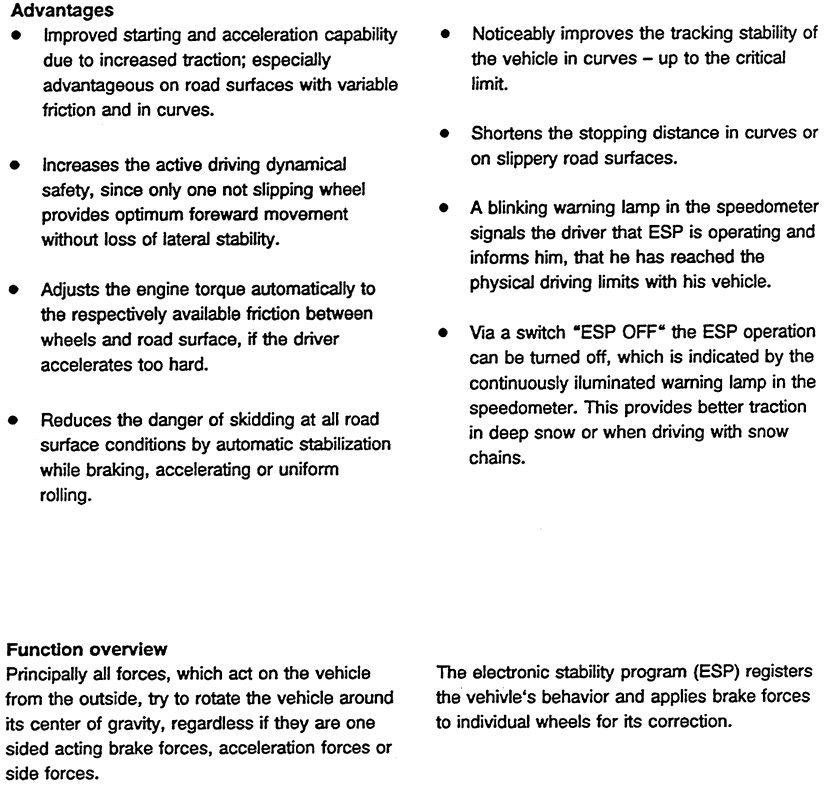 Advantages
● Improved starting and acceleration capability
due to increased traction; especially
advantageous on road surfaces with variable
friction and in curves.
● Increases the active driving dynamical
safety, since only one not slipping wheel
provides optimum foreward movement
without loss of lateral stability.
● Adjusts the engine torque automatically to
the respectively available friction between
wheels and road surface, if the driver
accelerates too hard.
● Reduces the danger of skidding at all road
surface conditions by automatic stabilization
while braking, accelerating or uniform
rolling.
● Noticeably improves the tracking stability of
the vehicle in curves – up to the critical
limit.
● Shortens the stopping distance in curves or
on slippery road surfaces.
● A blinking warning lamp in the speedometer
signals the driver that ESP is operating and
informs him, that he has reached the
physical driving limits with his vehicle.
● Via a switch "ESP OFF" the ESP operation
can be turned off, which is indicated by the
continuously iluminated warning lamp in the
speedometer. This provides better traction
in deep snow or when driving with snow
chains.
Function overview
Principally all forces, which act on the vehicle
from the outside, try to rotate the vehicle around
its center of gravity, regardless if they are one
sided acting brake forces, acceleration forces or
side forces.
The electronic stability program (ESP) registers
the vehivle's behavior and applies brake forces
to individual wheels for its correction.